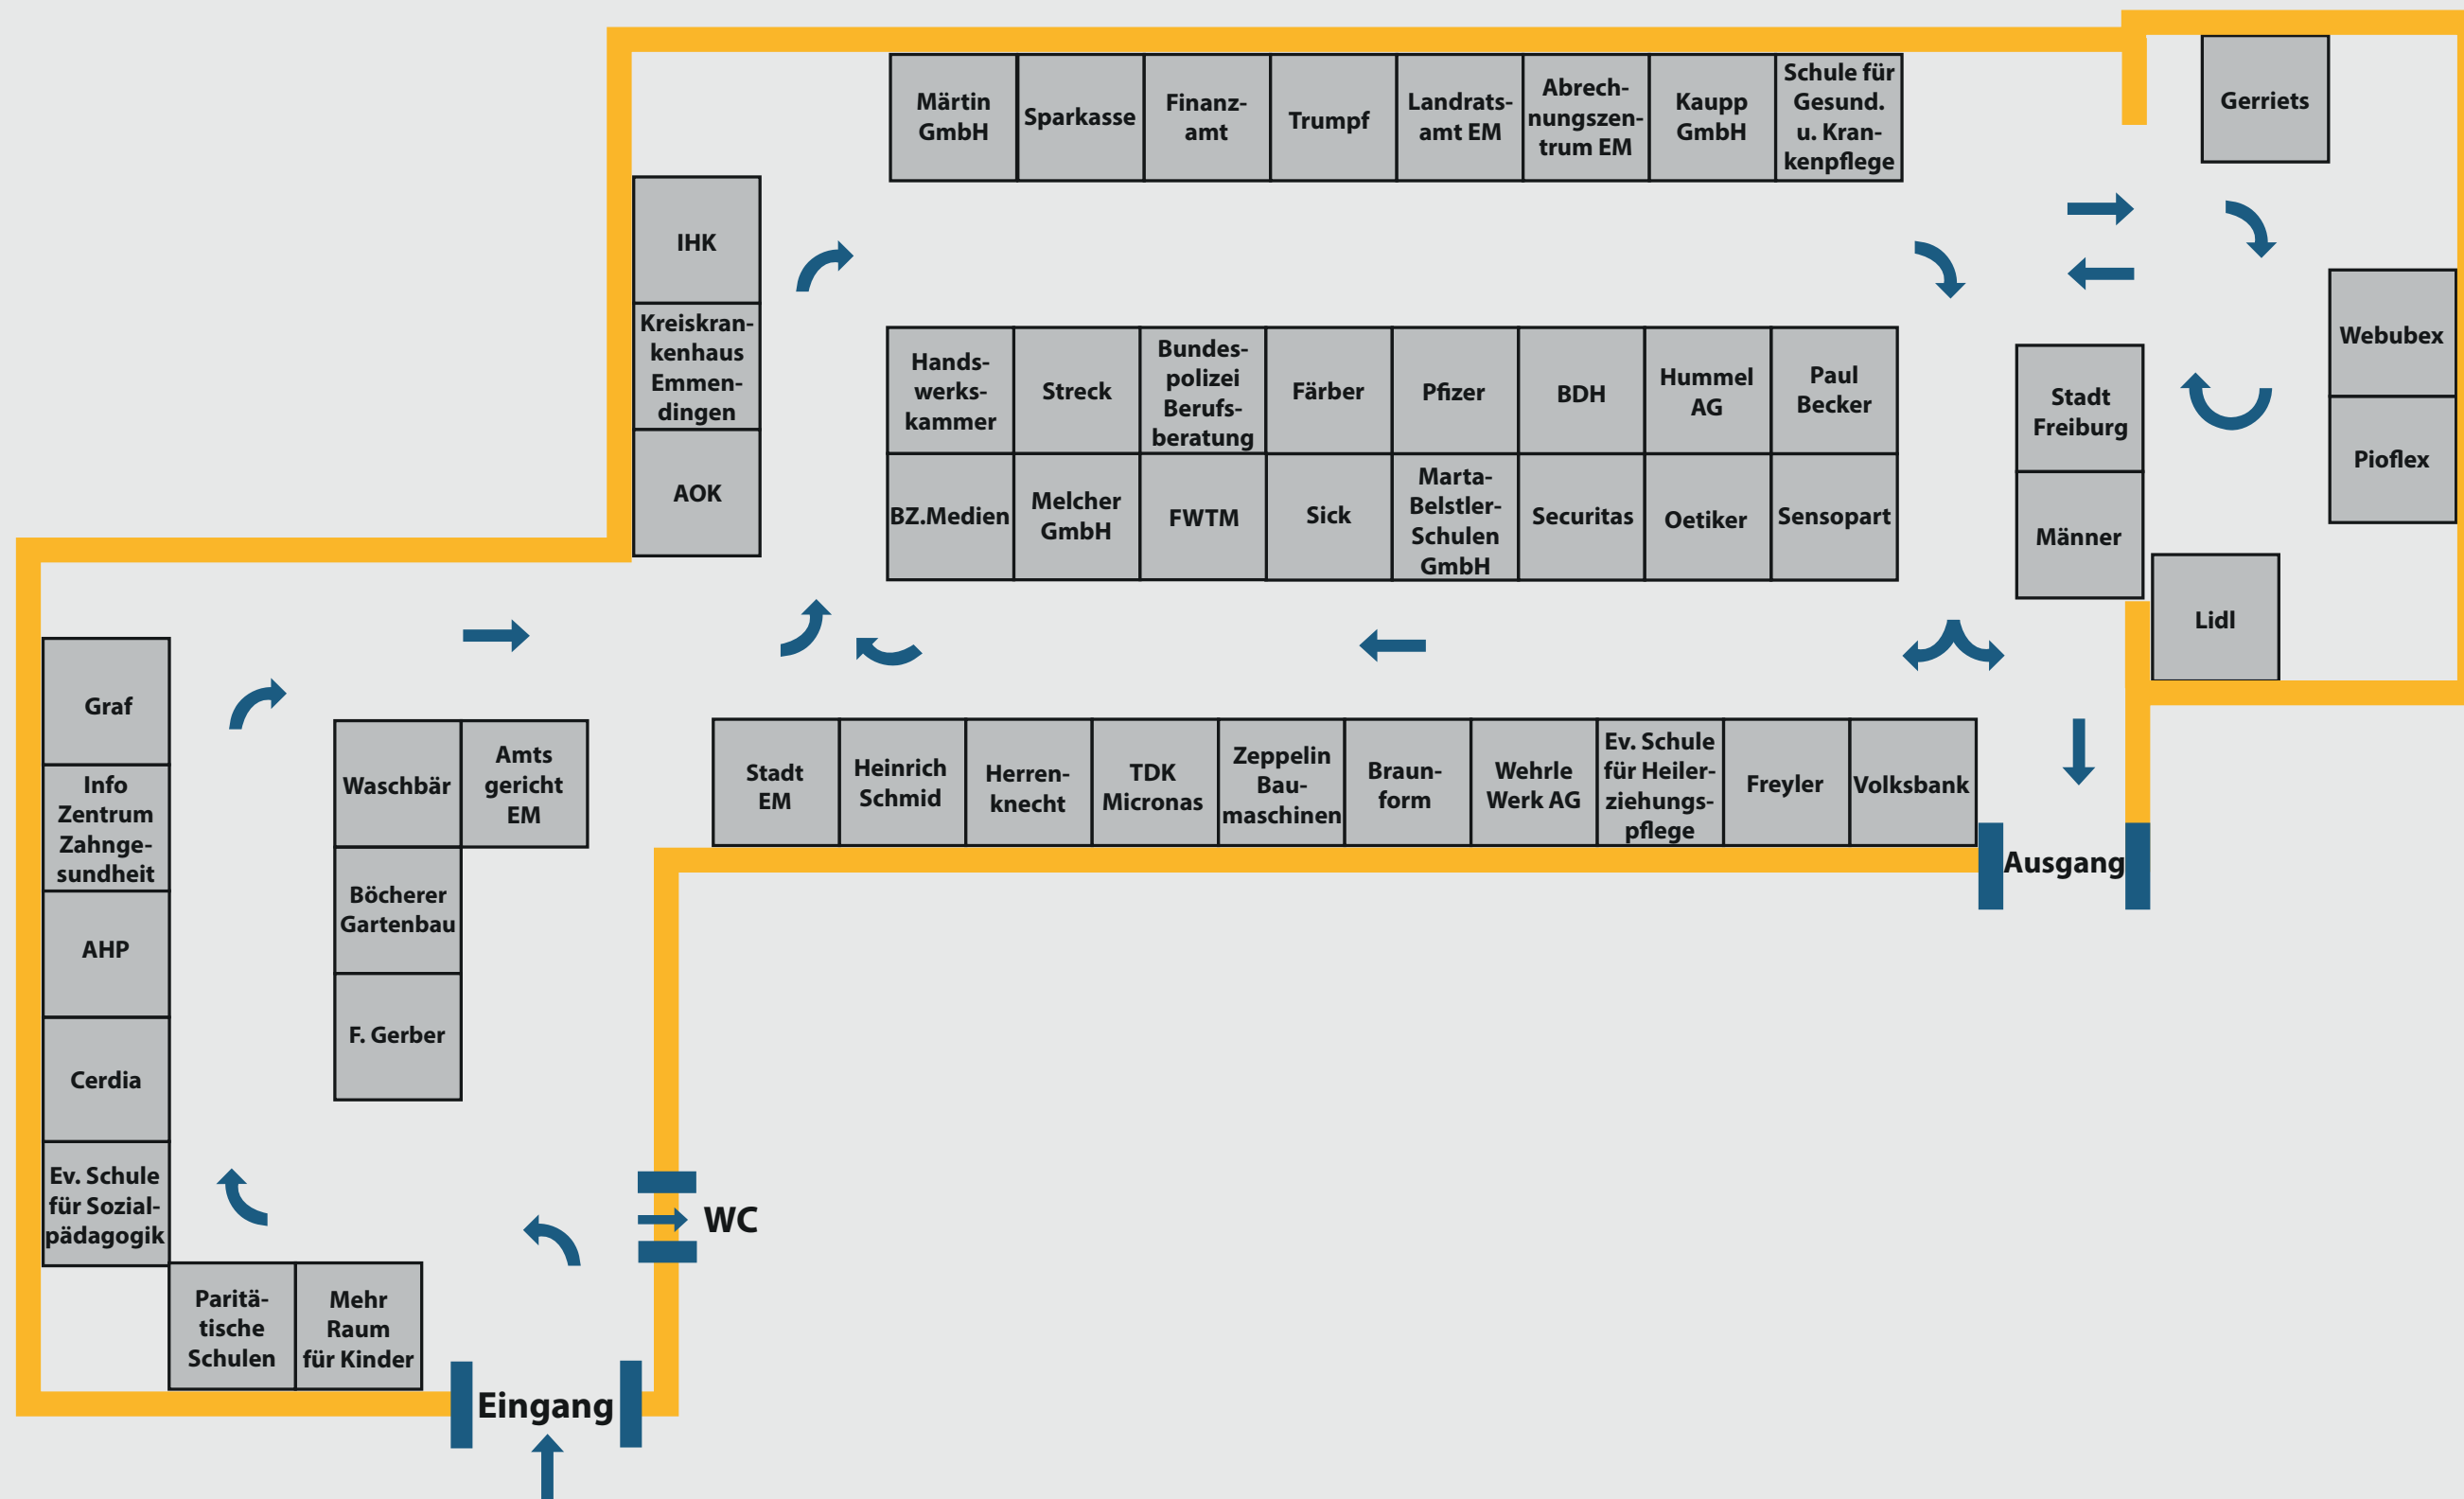 Märtin
GmbH
Sparkasse
Finanz-
amt
Trumpf
Landrats-
amt EM
Abrech-
nungszen-
trum EM
Kaupp
GmbH
Schule für
Gesund.
u. Kran-
kenpflege
Gerriets
IHK
Kreiskran-
kenhaus
Emmen-
dingen
AOK
Hands-
werks-
kammer
Streck
Bundes-
polizei
Berufs-
beratung
Färber
Pfizer
BDH
Hummel
AG
Paul
Becker
Stadt
Freiburg
Webubex
Pioflex
BZ.Medien
Melcher
GmbH
FWTM
Sick
Marta-
Belstler-
Schulen
GmbH
Securitas
Oetiker
Sensopart
Männer
Lidl
Graf
Info
Zentrum
Zahnge-
sundheit
AHP
Cerdia
Ev. Schule
für Sozial-
pädagogik
Waschbär
Amts
gericht
EM
Böcherer
Gartenbau
F. Gerber
Stadt
EM
Heinrich
Schmid
Herren-
knecht
TDK
Micronas
Zeppelin
Bau-
maschinen
Braun-
form
Wehrle
Werk AG
Ev. Schule
für Heiler-
ziehungs-
pflege
Freyler
Volksbank
Ausgang
WC
Paritä-
tische
Schulen
Mehr
Raum
für Kinder
Eingang